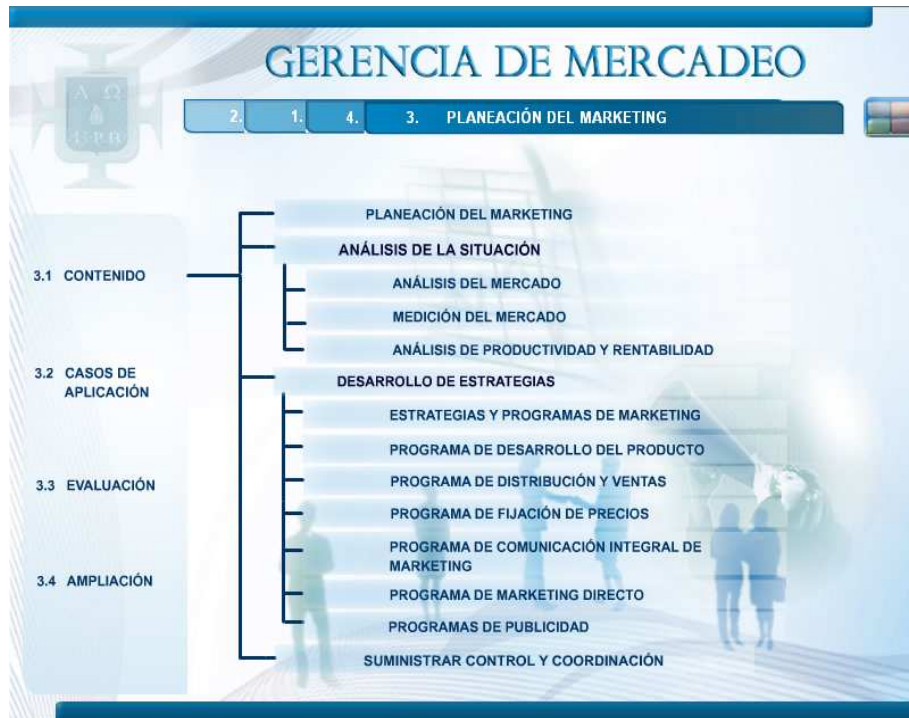 GERENCIA DE MERCADEO
2. 1. 4. 3. PLANEACIÓN DEL MARKETING
3.1 CONTENIDO
3.2 CASOS DE
APLICACIÓN
3.3 EVALUACIÓN
3.4 AMPLIACIÓN
PLANEACIÓN DEL MARKETING
ANÁLISIS DE LA SITUACIÓN
ANÁLISIS DEL MERCADO
MEDICIÓN DEL MERCADO
ANÁLISIS DE PRODUCTIVIDAD Y RENTABILIDAD
DESARROLLO DE ESTRATEGIAS
ESTRATEGIAS Y PROGRAMAS DE MARKETING
PROGRAMA DE DESARROLLO DEL PRODUCTO
PROGRAMA DE DISTRIBUCIÓN Y VENTAS
PROGRAMA DE FIJACIÓN DE PRECIOS
PROGRAMA DE COMUNICACIÓN INTEGRAL DE
MARKETING
PROGRAMA DE MARKETING DIRECTO
PROGRAMAS DE PUBLICIDAD
SUMINISTRAR CONTROL Y COORDINACIÓN